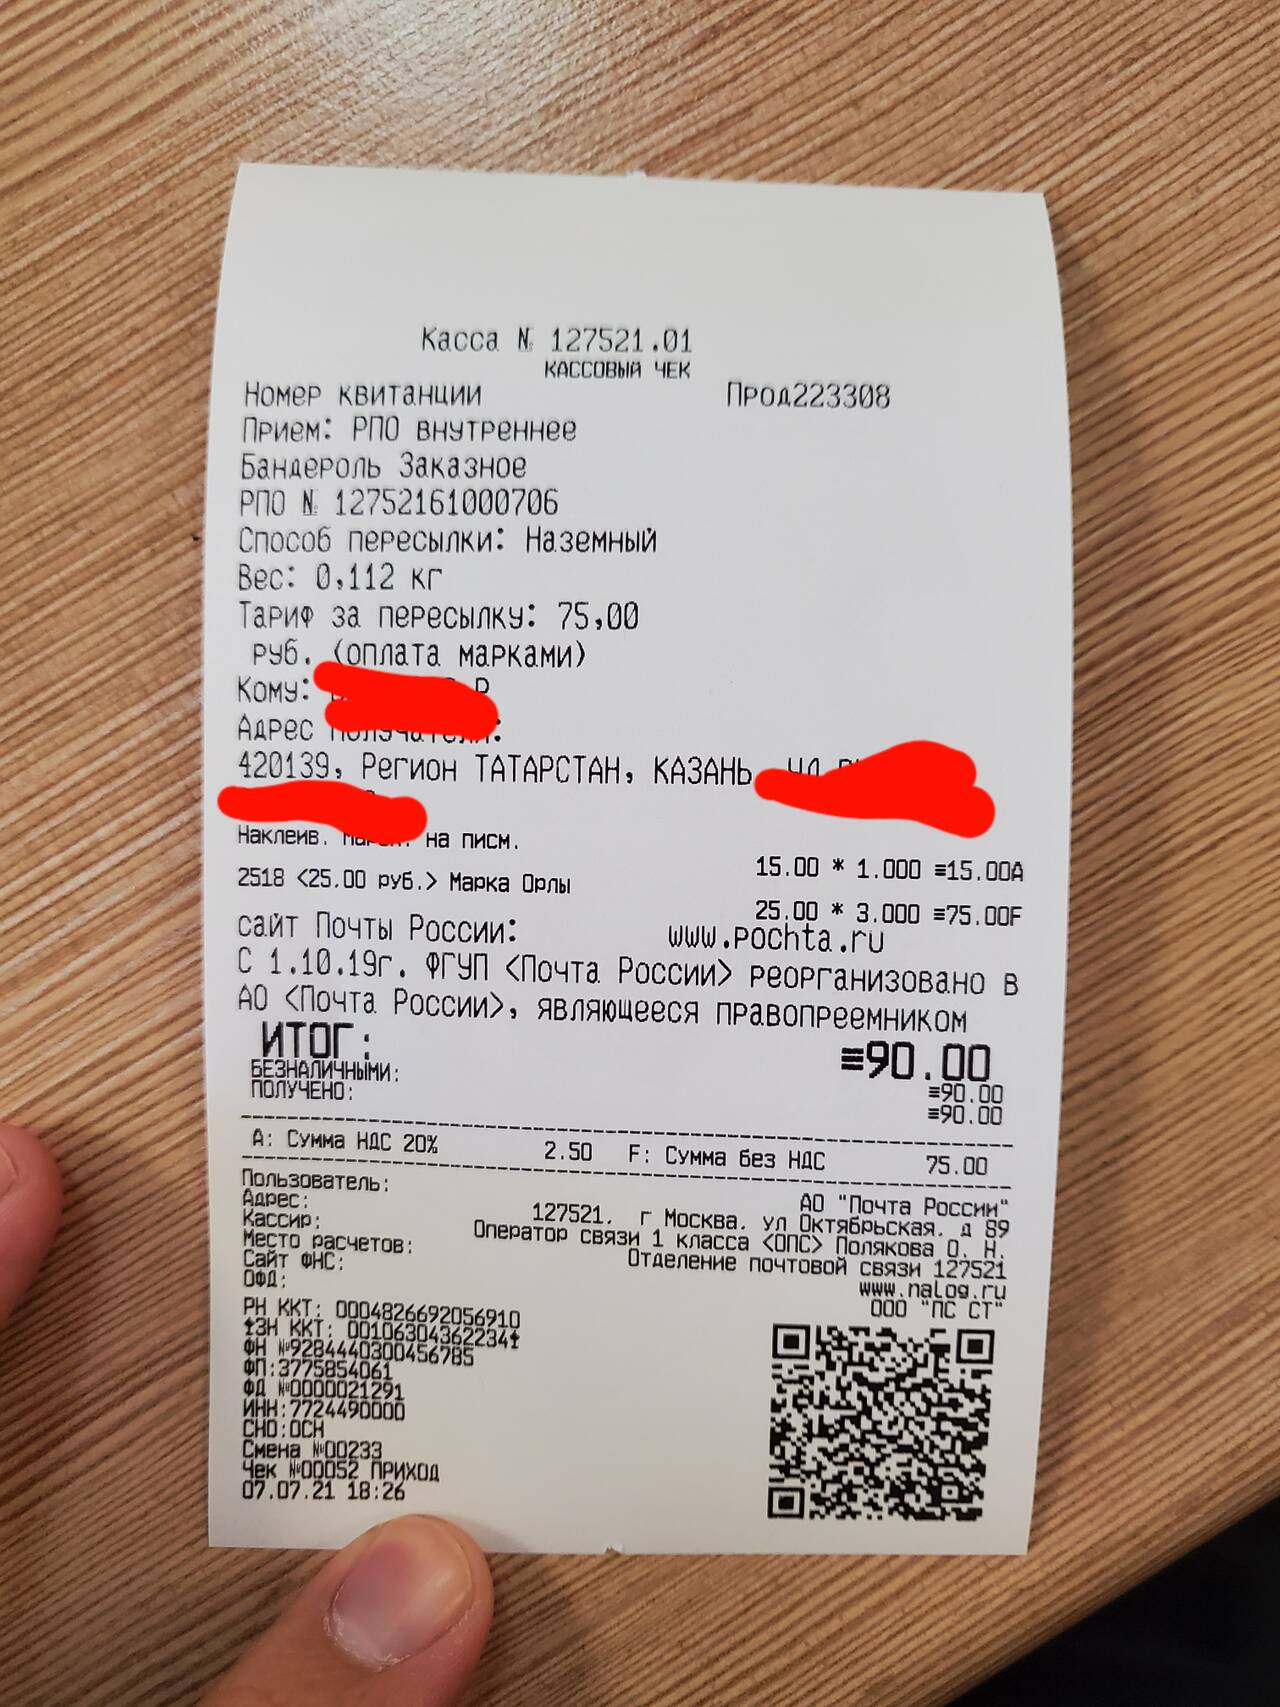 Касса № 127521.01
КАССОВЫЙ ЧЕК
Номер квитанции Прод223308
Прием: РПО внутреннее
Бандероль Заказное
РПО № 12752161000706
Способ пересылки: Наземный
Вес: 0,112 кг
Тариф за пересылку: 75,00
руб. (оплата марками)
Кому:
Адрес
420139, Регион ТАТАРСТАН, КАЗАНЬ
Наклеив. на писм.
15.00 * 1.000 ≡15.00А
2518 <25.00 руб.> Марка Орлы
25.00 * 3.000 ≡75.00F
сайт Почты России: www.pochta.ru
С 1.10.19г. ФГУП <Почта России> реорганизовано в
АО <Почта России>, являющееся правопреемником
ИТОГ: ≡90.00
БЕЗНАЛИЧНЫМИ: ≡90.00
ПОЛУЧЕНО: ≡90.00
А: Сумма НДС 20% 2.50 F: Сумма без НДС 75.00
Пользователь: АО "Почта России"
Адрес: 127521, г Москва, ул Октябрьская, д 89
Кассир: Оператор связи 1 класса <ОПС> Полякова О. Н.
Место расчетов: Отделение почтовой связи 127521
Сайт ФНС: www.nalog.ru
ОФД: ООО "ПС СТ"
РН ККТ: 0004826692056910
ЗН ККТ: 00106304362234
ФН №9284440300456785
ФП:3775854061
ФД №0000021291
ИНН:7724490000
СНО:ОСН
Смена №00233
Чек №00052 ПРИХОД
07.07.21 18:26